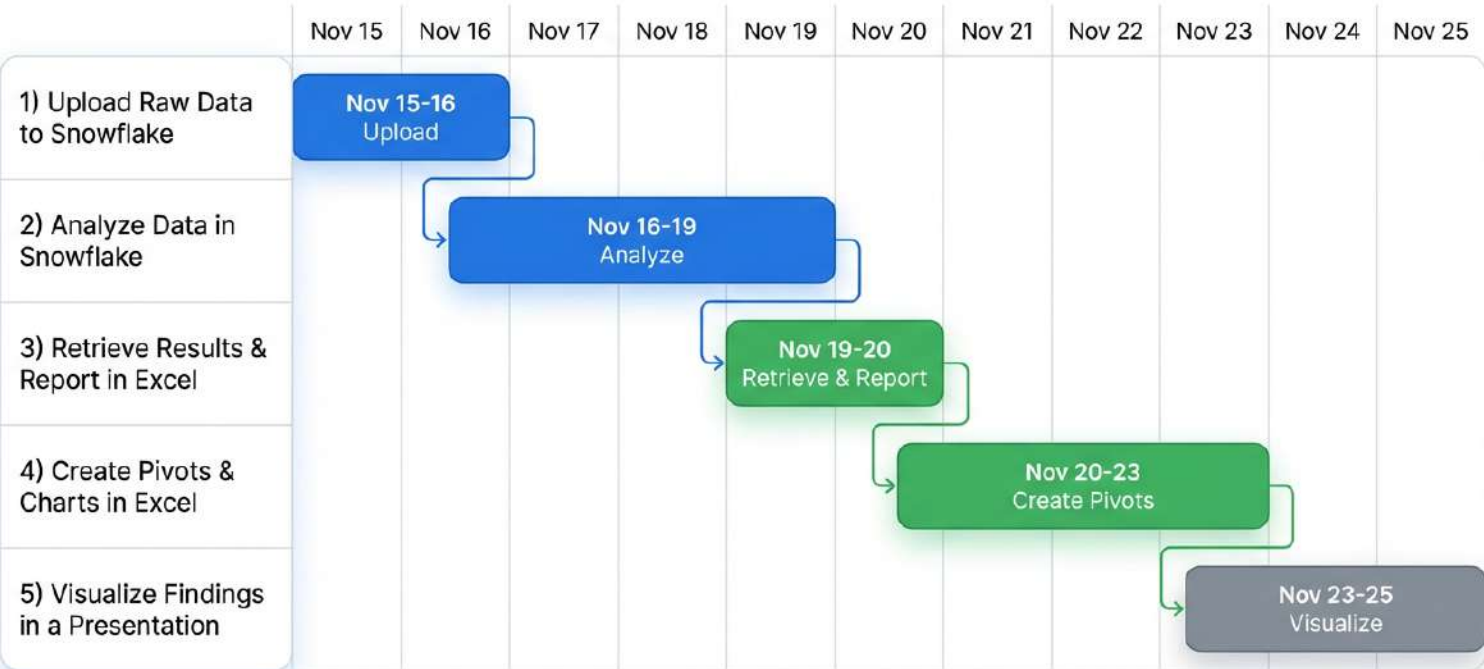 Nov 15 Nov 16 Nov 17 Nov 18 Nov 19 Nov 20 Nov 21 Nov 22 Nov 23 Nov 24 Nov 25
1) Upload Raw Data
to Snowflake
Nov 15-16
Upload
2) Analyze Data in
Snowflake
Nov 16-19
Analyze
3) Retrieve Results &
Report in Excel
Nov 19-20
Retrieve & Report
4) Create Pivots &
Charts in Excel
Nov 20-23
Create Pivots
5) Visualize Findings
in a Presentation
Nov 23-25
Visualize